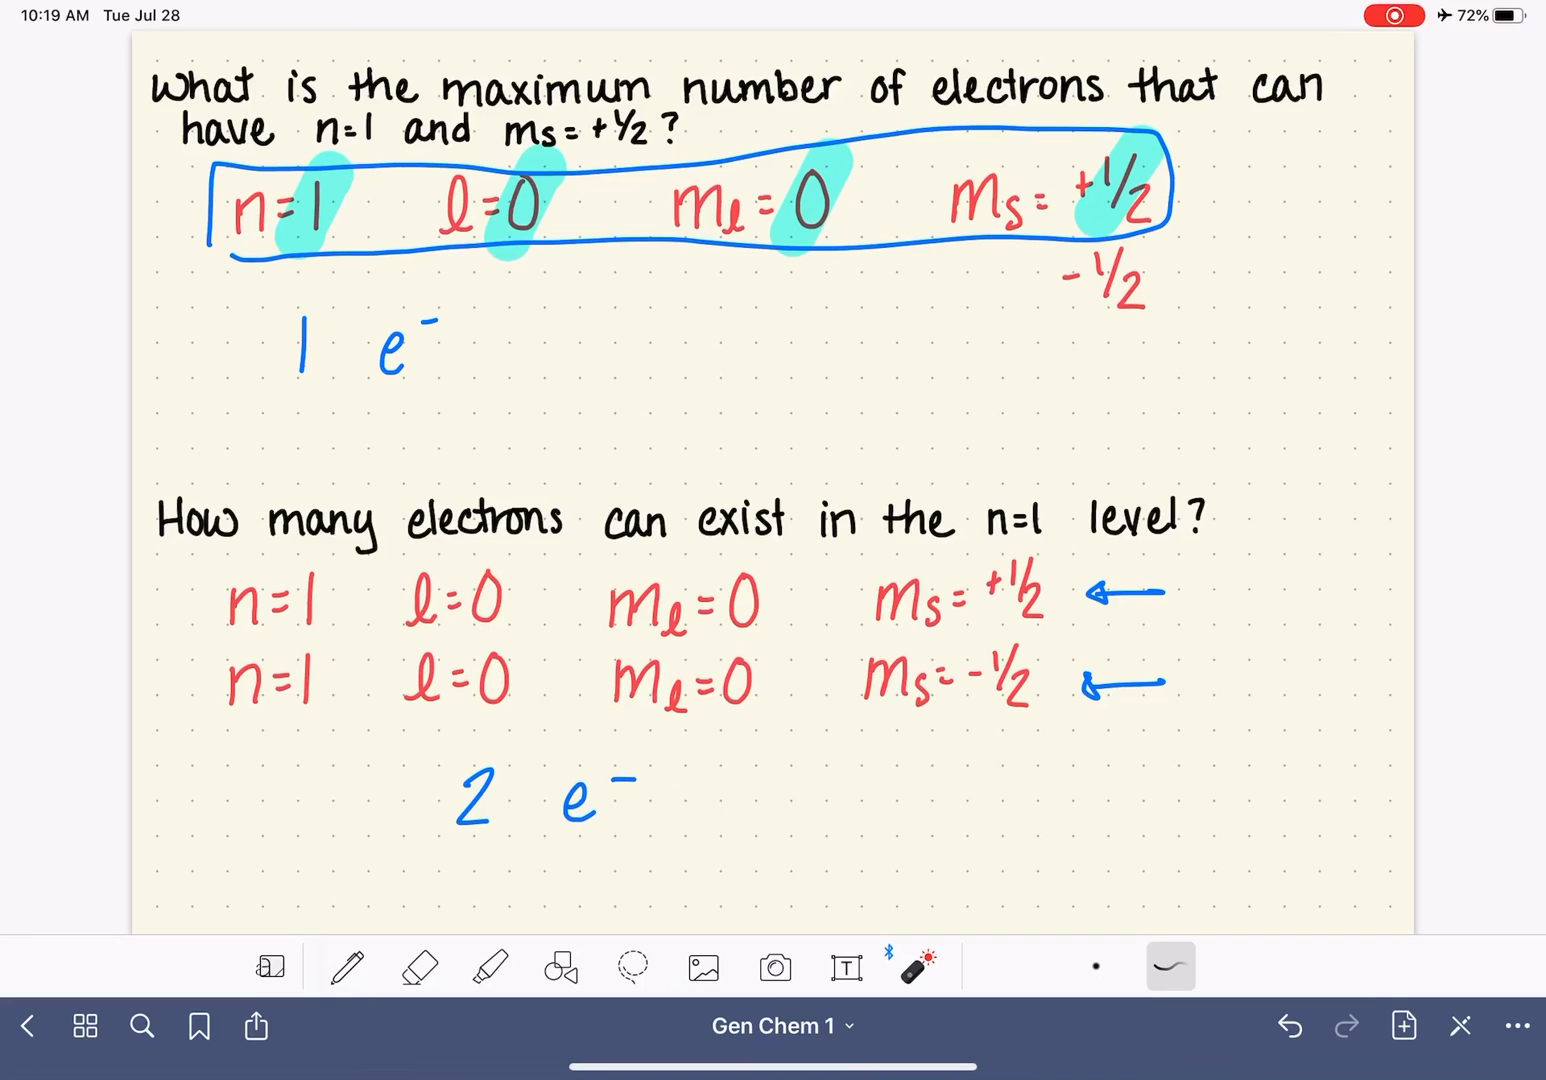 10:19 AM Tue Jul 28
72%
What is the maximum number of electrons that can
have n=1 and ms=+1/2?
n=1 l=0 ml=0 ms=+1/2
-1/2
1 e⁻
How many electrons can exist in the n=1 level?
n=1 l=0 ml=0 ms=+1/2
n=1 l=0 ml=0 ms=-1/2
2 e⁻
T
Gen Chem 1